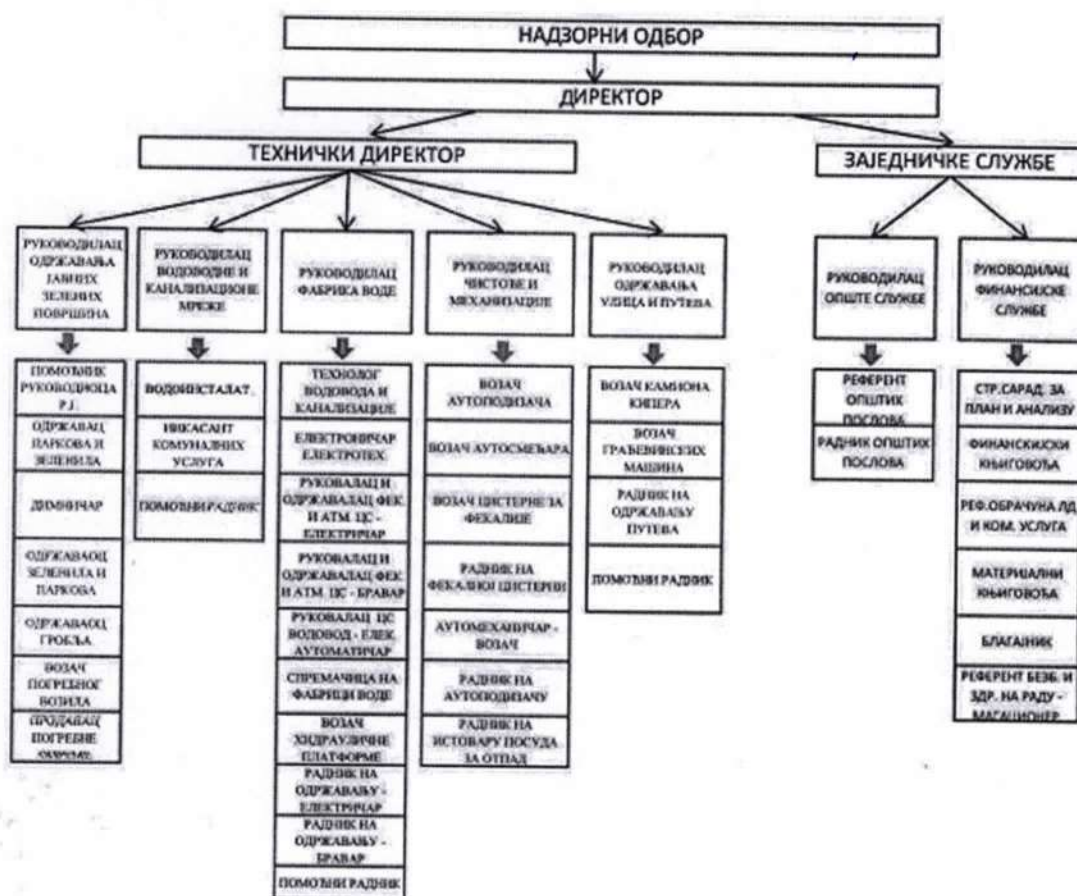 НАДЗОРНИ ОДБОР
ДИРЕКТОР
ТЕХНИЧКИ ДИРЕКТОР
ЗАЈЕДНИЧКЕ СЛУЖБЕ
РУКОВОДИЛАЦ
ОДРЖАВАЊА
ЈАВНИХ
ЗЕЛЕНИХ
ПОВРШИНА
ПОМОЋНИК
РУКОВОДИОЦА
Р.Ј.
ОДРЖАВАЦ
ПАРКОВА И
ЗЕЛЕНИЛА
ДИМНИЧАР
ОДРЖАВАОЦ
ЗЕЛЕНИЛА И
ПАРКОВА
ОДРЖАВАОЦ
ГРОБЉА
ВОЗАЧ
ПОГРЕБНОГ
ВОЗИЛА
ПРОДАВАЦ
ПОГРЕБНЕ
РУКОВОДИЛАЦ
ВОДОВОДНЕ И
КАНАЛИЗАЦИОНЕ
МРЕЖЕ
ВОДОИНСТАЛАТ.
ИНКАСАНТ
КОМУНАЛНИХ
УСЛУГА
ПОМОЋНИ РАДНИК
РУКОВОДИЛАЦ
ФАБРИКА ВОДЕ
ТЕХНОЛОГ
ВОДОВОДА И
КАНАЛИЗАЦИЈЕ
ЕЛЕКТРОНИЧАР
ЕЛЕКТРОТЕХ.
РУКОВАЛАЦ И
ОДРЖАВАЛАЦ ФЕК.
И АТМ. ЦС -
ЕЛЕКТРИЧАР
РУКОВАЛАЦ И
ОДРЖАВАЛАЦ ФЕК.
И АТМ. ЦС - БРАВАР
РУКОВАЛАЦ ЦС
ВОДОВОД - ЕЛЕК.
АУТОМАТИЧАР
СПРЕМАЧИЦА НА
ФАБРИЦИ ВОДЕ
ВОЗАЧ
ХИДРАУЛИЧНЕ
ПЛАТФОРМЕ
РАДНИК НА
ОДРЖАВАЊУ -
ЕЛЕКТРИЧАР
РАДНИК НА
ОДРЖАВАЊУ -
БРАВАР
ПОМОЋНИ РАДНИК
РУКОВОДИЛАЦ
ЧИСТОЋЕ И
МЕХАНИЗАЦИЈЕ
ВОЗАЧ
АУТОПОДИЗАЧА
ВОЗАЧ АУТОСМЕЋАРА
ВОЗАЧ ЦИСТЕРНЕ ЗА
ФЕКАЛИЈЕ
РАДНИК НА
ФЕКАЛНОЈ ЦИСТЕРНИ
АУТОМЕХАНИЧАР -
ВОЗАЧ
РАДНИК НА
АУТОПОДИЗАЧУ
РАДНИК НА
ИСТОВАРУ ПОСУДА
ЗА ОТПАД
РУКОВОДИЛАЦ
ОДРЖАВАЊА
УЛИЦА И ПУТЕВА
ВОЗАЧ КАМИОНА
КИПЕРА
ВОЗАЧ
ГРАЂЕВИНСКИХ
МАШИНА
РАДНИК НА
ОДРЖАВАЊУ
ПУТЕВА
ПОМОЋНИ РАДНИК
РУКОВОДИЛАЦ
ОПШТЕ СЛУЖБЕ
РЕФЕРЕНТ
ОПШТИХ
ПОСЛОВА
РАДНИК ОПШТИХ
ПОСЛОВА
РУКОВОДИЛАЦ
ФИНАНСИЈСКЕ
СЛУЖБЕ
СТР.САРАД. ЗА
ПЛАН И АНАЛИЗУ
ФИНАНСКИЈСКИ
КЊИГОВОЂА
РЕФ.ОБРАЧУНА ЛД
И КОМ. УСЛУГА
МАТЕРИЈАЛНИ
КЊИГОВОЂА
БЛАГАЈНИК
РЕФЕРЕНТ БЕЗБ. И
ЗДР. НА РАДУ -
МАГАЦИОНЕР